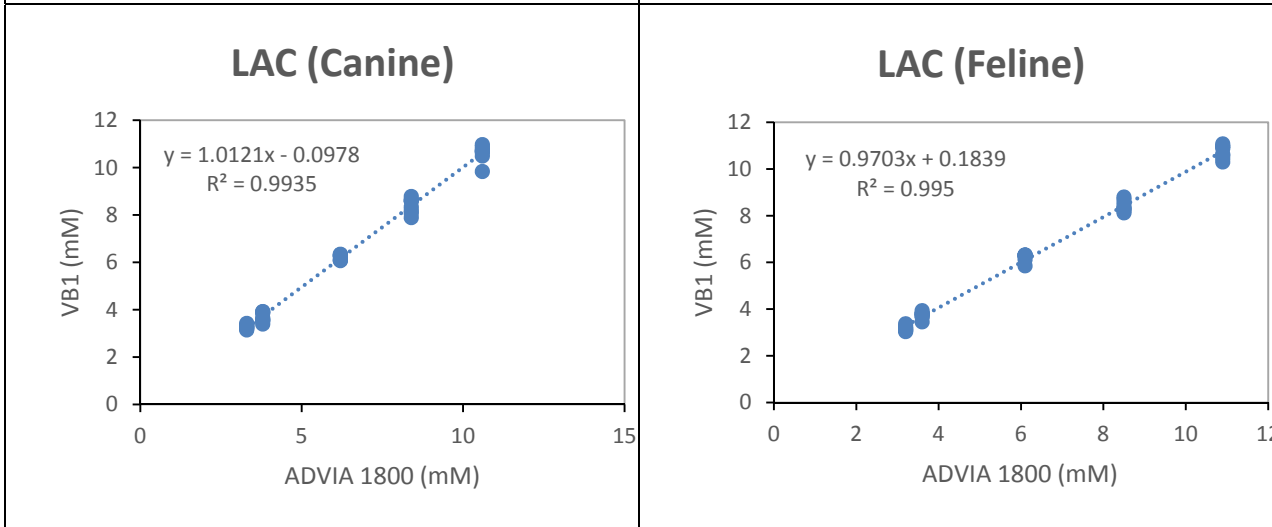 LAC (Canine)
12
10
8
6
4
2
0
y = 1.0121x - 0.0978
R² = 0.9935
VB1 (mM)
0 5 10 15
ADVIA 1800 (mM)
LAC (Feline)
12
10
8
6
4
2
0
y = 0.9703x + 0.1839
R² = 0.995
VB1 (mM)
0 2 4 6 8 10 12
ADVIA 1800 (mM)